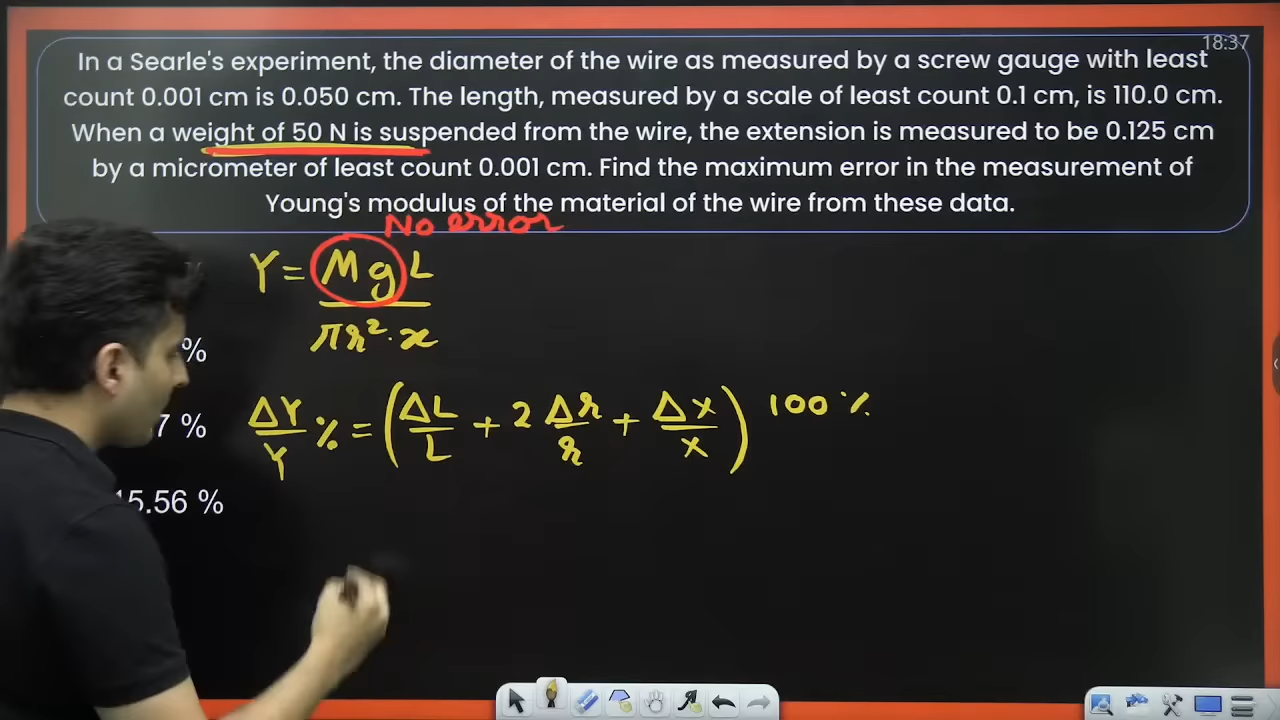 18:37
In a Searle's experiment, the diameter of the wire as measured by a screw gauge with least
count 0.001 cm is 0.050 cm. The length, measured by a scale of least count 0.1 cm, is 110.0 cm.
When a weight of 50 N is suspended from the wire, the extension is measured to be 0.125 cm
by a micrometer of least count 0.001 cm. Find the maximum error in the measurement of
Young's modulus of the material of the wire from these data.
No error
Y = MgL
πr²·x
%
%
7 %
15.56 %
ΔY/Y % = (ΔL/L + 2 Δr/r + Δx/x) 100 %